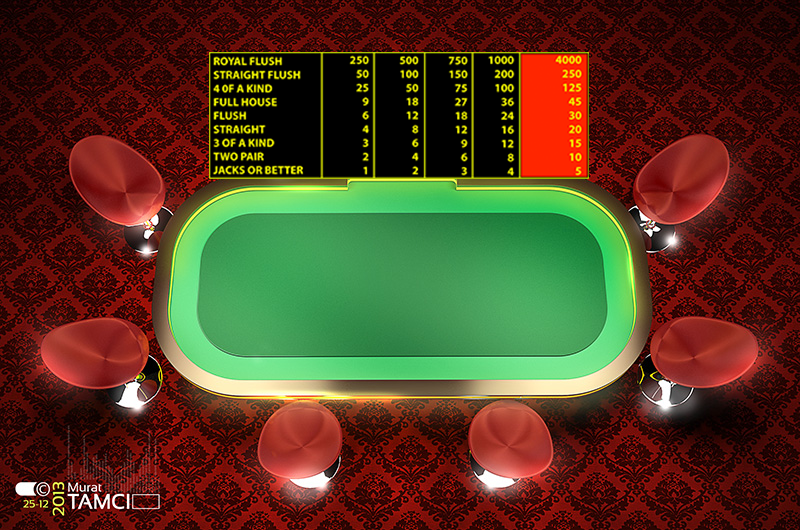 ROYAL FLUSH 250 500 750 1000 4000
STRAIGHT FLUSH 50 100 150 200 250
4 OF A KIND 25 50 75 100 125
FULL HOUSE 9 18 27 36 45
FLUSH 6 12 18 24 30
STRAIGHT 4 8 12 16 20
3 OF A KIND 3 6 9 12 15
TWO PAIR 2 4 6 8 10
JACKS OR BETTER 1 2 3 4 5
© 2013 Murat
25-12 TAMCI